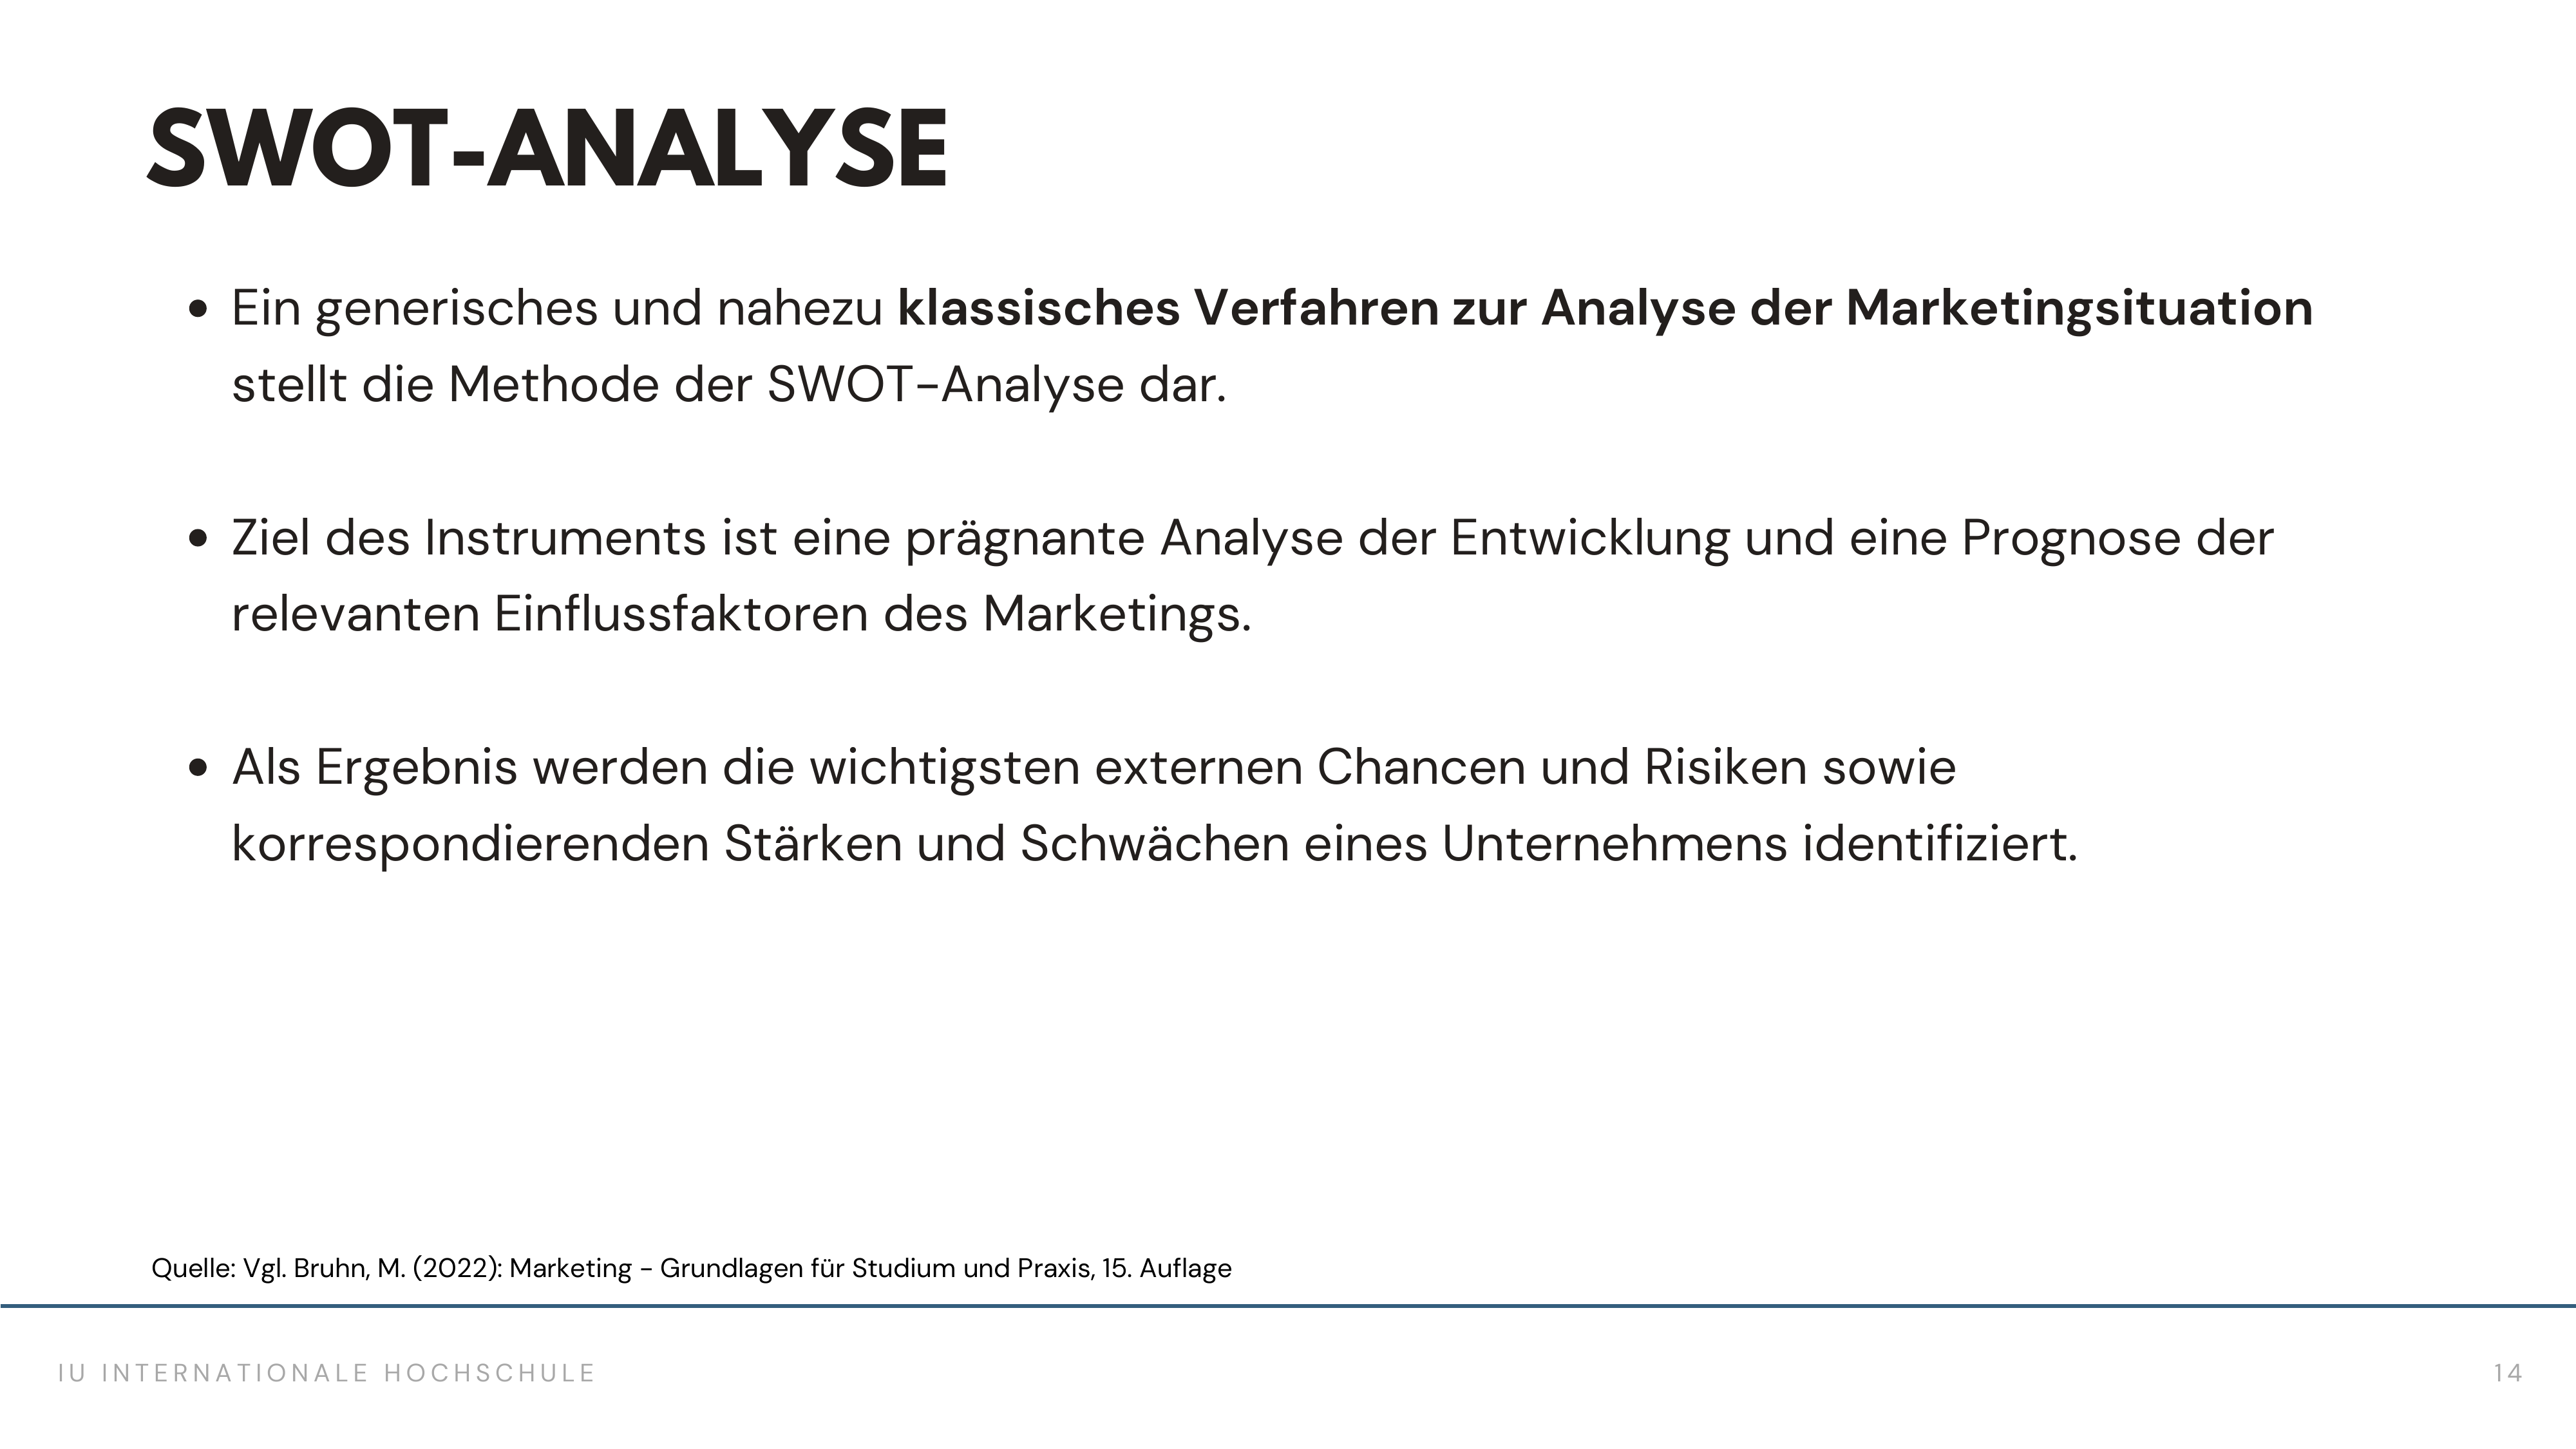 SWOT-ANALYSE
• Ein generisches und nahezu klassisches Verfahren zur Analyse der Marketingsituation
stellt die Methode der SWOT-Analyse dar.
• Ziel des Instruments ist eine prägnante Analyse der Entwicklung und eine Prognose der
relevanten Einflussfaktoren des Marketings.
• Als Ergebnis werden die wichtigsten externen Chancen und Risiken sowie
korrespondierenden Stärken und Schwächen eines Unternehmens identifiziert.
Quelle: Vgl. Bruhn, M. (2022): Marketing - Grundlagen für Studium und Praxis, 15. Auflage
IU INTERNATIONALE HOCHSCHULE
14